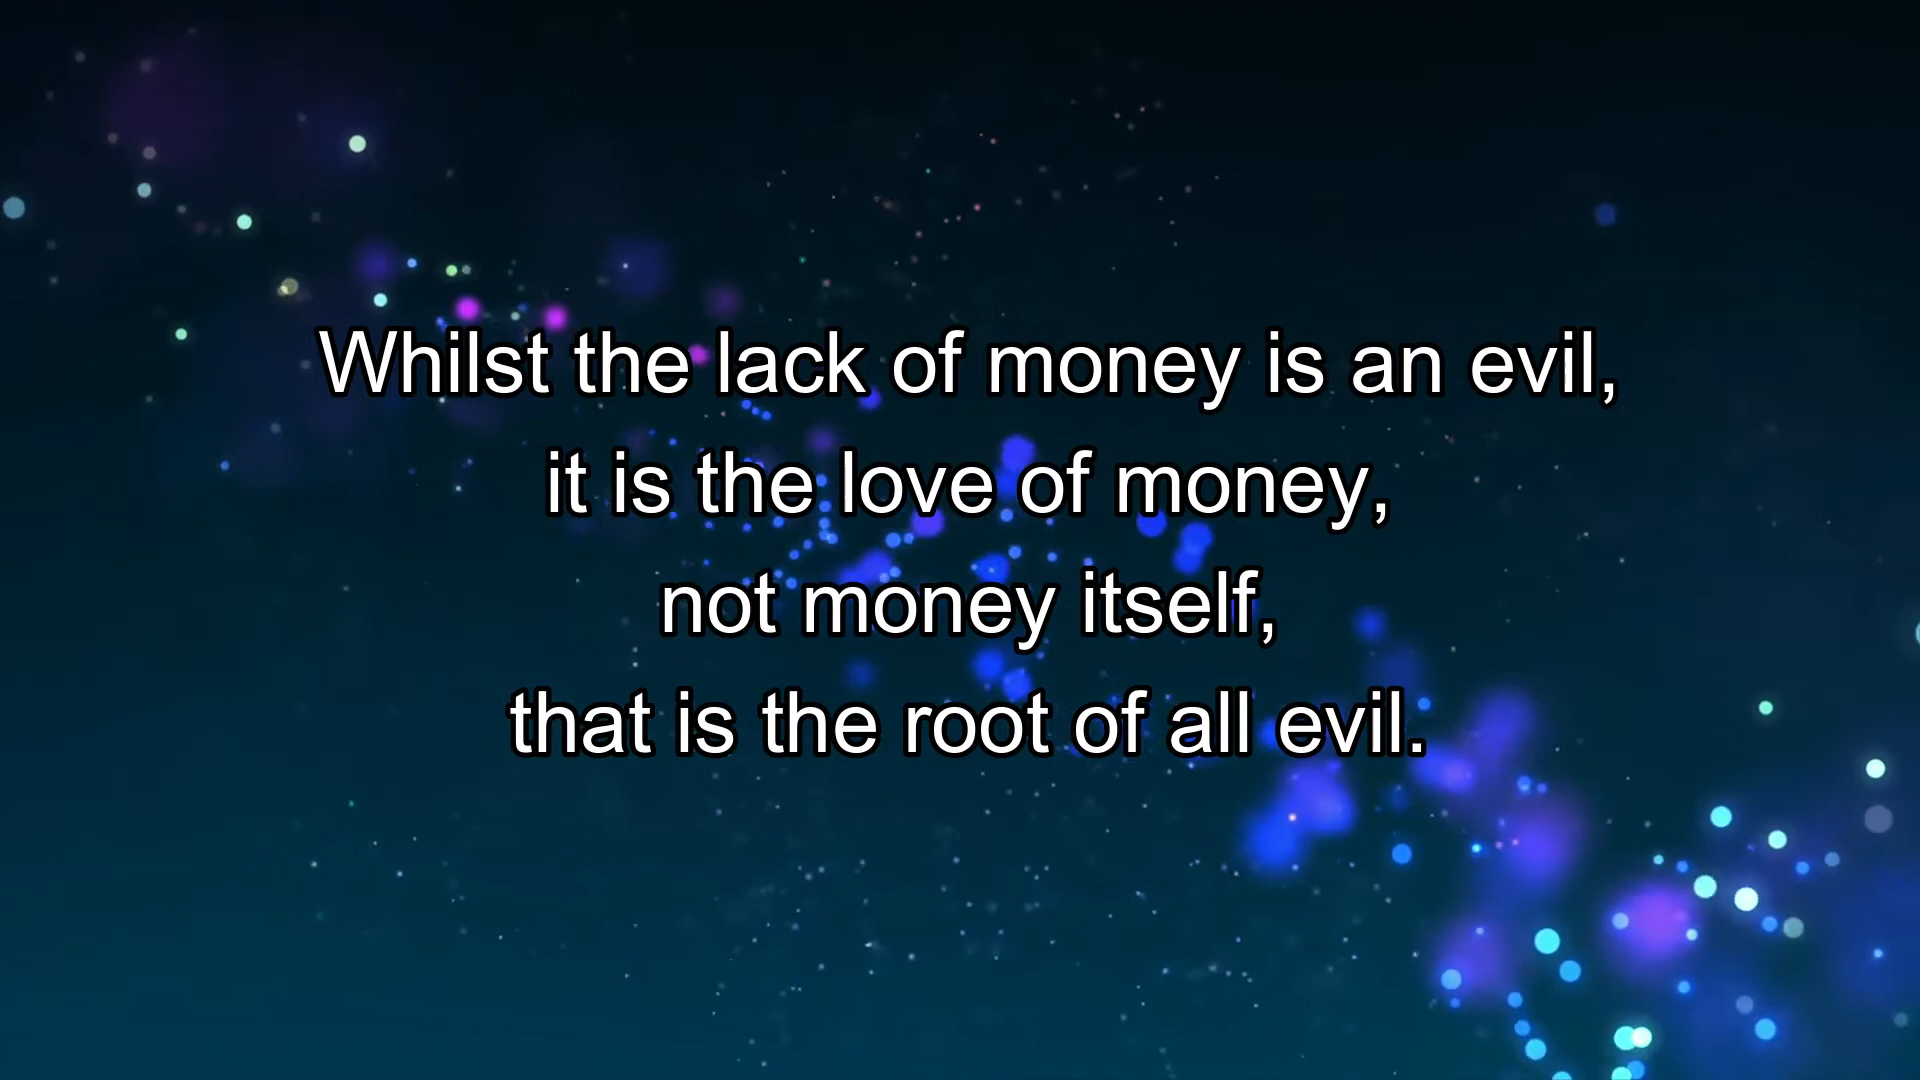 Whilst the lack of money is an evil,
it is the love of money,
not money itself,
that is the root of all evil.